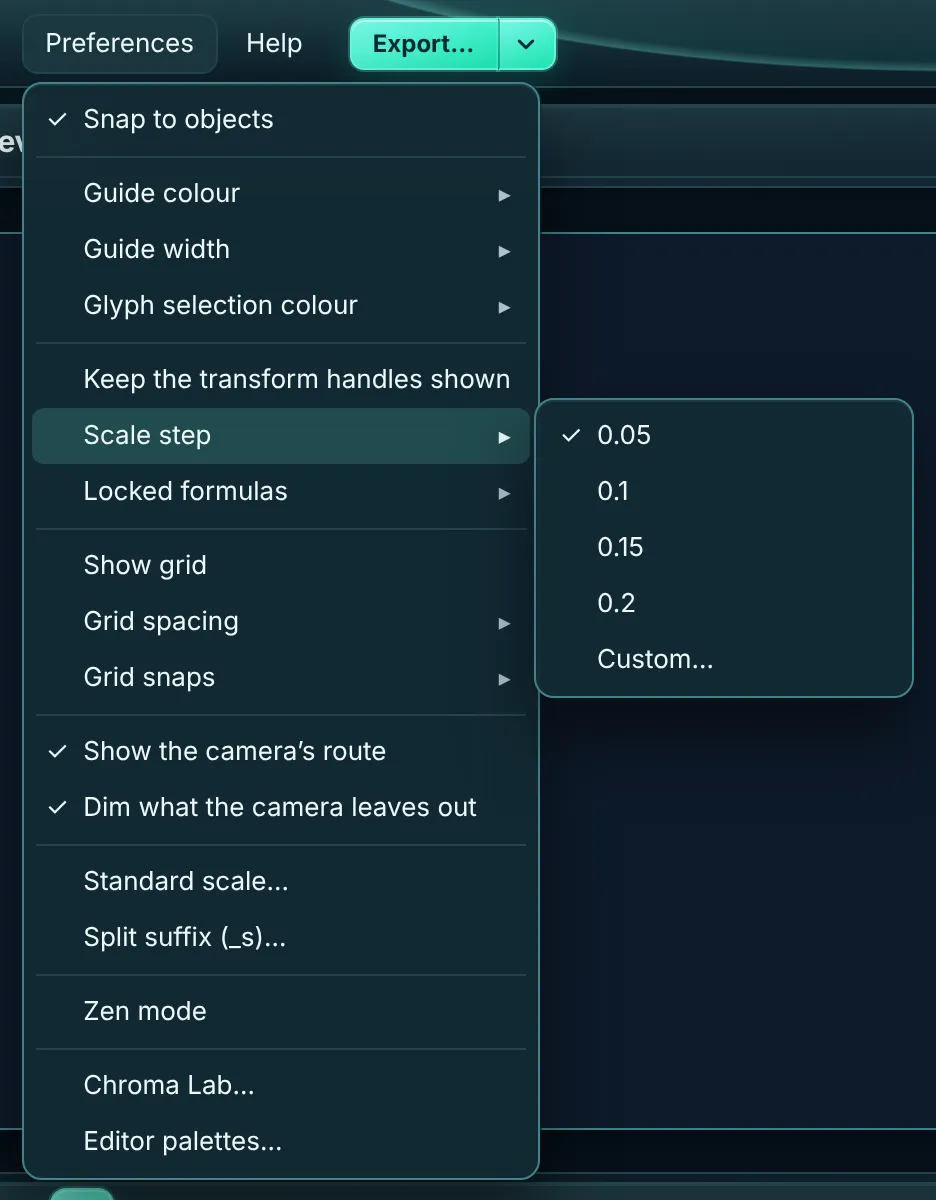 Preferences
Help
Export...
Snap to objects
Guide colour
Guide width
Glyph selection colour
Keep the transform handles shown
Scale step
0.05
0.1
0.15
0.2
Custom...
Locked formulas
Show grid
Grid spacing
Grid snaps
Show the camera’s route
Dim what the camera leaves out
Standard scale...
Split suffix (_s)...
Zen mode
Chroma Lab...
Editor palettes...